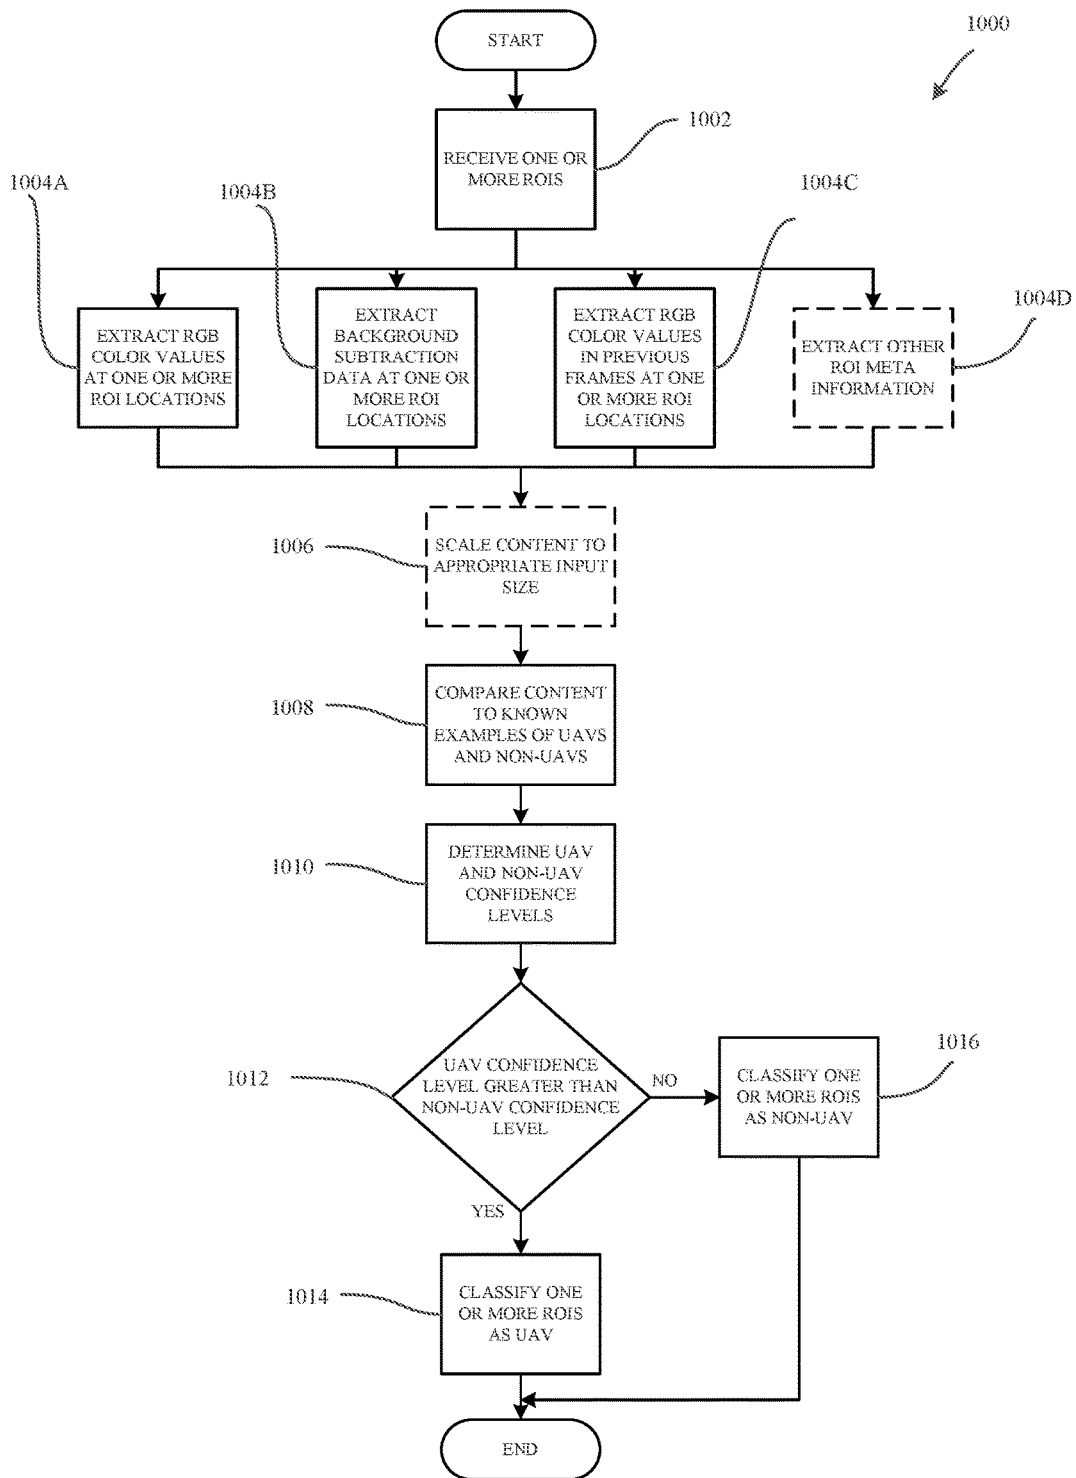 START
1000
RECEIVE ONE OR
MORE ROIS
1002
1004A
1004B
1004C
1004D
EXTRACT RGB
COLOR VALUES
AT ONE OR MORE
ROI LOCATIONS
EXTRACT
BACKGROUND
SUBTRACTION
DATA AT ONE OR
MORE ROI
LOCATIONS
EXTRACT RGB
COLOR VALUES
IN PREVIOUS
FRAMES AT ONE
OR MORE ROI
LOCATIONS
EXTRACT OTHER
ROI META
INFORMATION
1006
SCALE CONTENT TO
APPROPRIATE INPUT
SIZE
1008
COMPARE CONTENT
TO KNOWN
EXAMPLES OF UAVS
AND NON-UAVS
1010
DETERMINE UAV
AND NON-UAV
CONFIDENCE
LEVELS
1012
UAV CONFIDENCE
LEVEL GREATER THAN
NON-UAV CONFIDENCE
LEVEL
NO
CLASSIFY ONE
OR MORE ROIS
AS NON-UAV
1016
YES
1014
CLASSIFY ONE
OR MORE ROIS
AS UAV
END